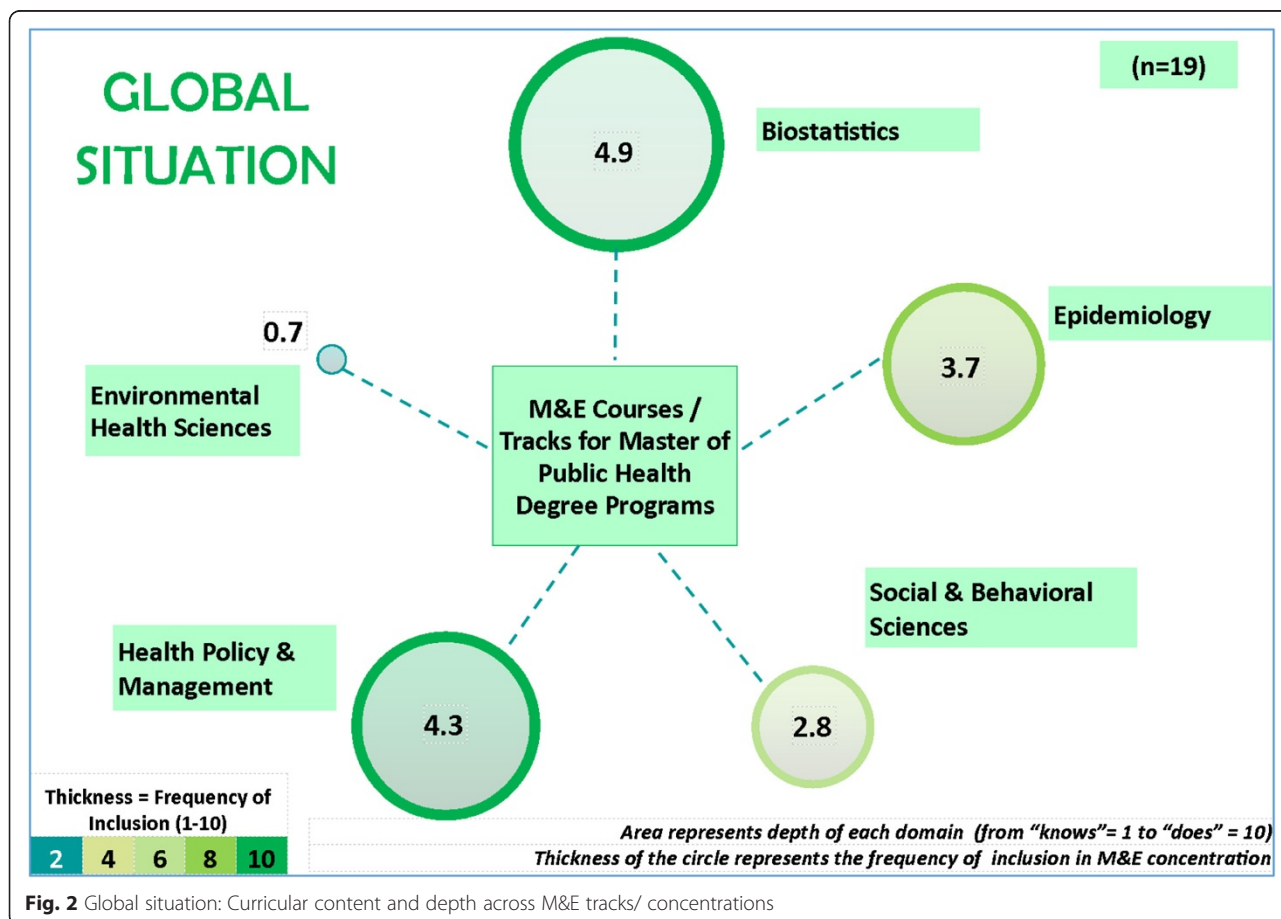 GLOBAL
SITUATION
(n=19)
4.9
Biostatistics
3.7
Epidemiology
0.7
Environmental
Health Sciences
M&E Courses /
Tracks for Master of
Public Health
Degree Programs
Social & Behavioral
Sciences
2.8
Health Policy &
Management
4.3
Thickness = Frequency of
Inclusion (1-10)
2 4 6 8 10
Area represents depth of each domain (from “knows”= 1 to “does” = 10)
Thickness of the circle represents the frequency of inclusion in M&E concentration
Fig. 2 Global situation: Curricular content and depth across M&E tracks/ concentrations